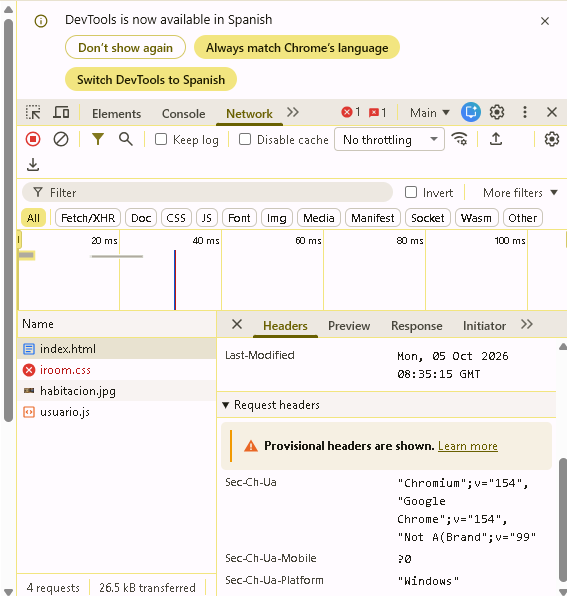 DevTools is now available in Spanish
Don't show again
Always match Chrome's language
Switch DevTools to Spanish
Elements
Console
Network
1
1
Main
Keep log
Disable cache
No throttling
Filter
Invert
More filters
All
Fetch/XHR
Doc
CSS
JS
Font
Img
Media
Manifest
Socket
Wasm
Other
20 ms
40 ms
60 ms
80 ms
100 ms
Name
Headers
Preview
Response
Initiator
index.html
iroom.css
habitacion.jpg
usuario.js
Last-Modified
Mon, 05 Oct 2026
08:35:15 GMT
Request headers
Provisional headers are shown. Learn more
Sec-Ch-Ua
"Chromium";v="154",
"Google
Chrome";v="154",
"Not A(Brand";v="99"
Sec-Ch-Ua-Mobile
?0
Sec-Ch-Ua-Platform
"Windows"
4 requests
26.5 kB transferred